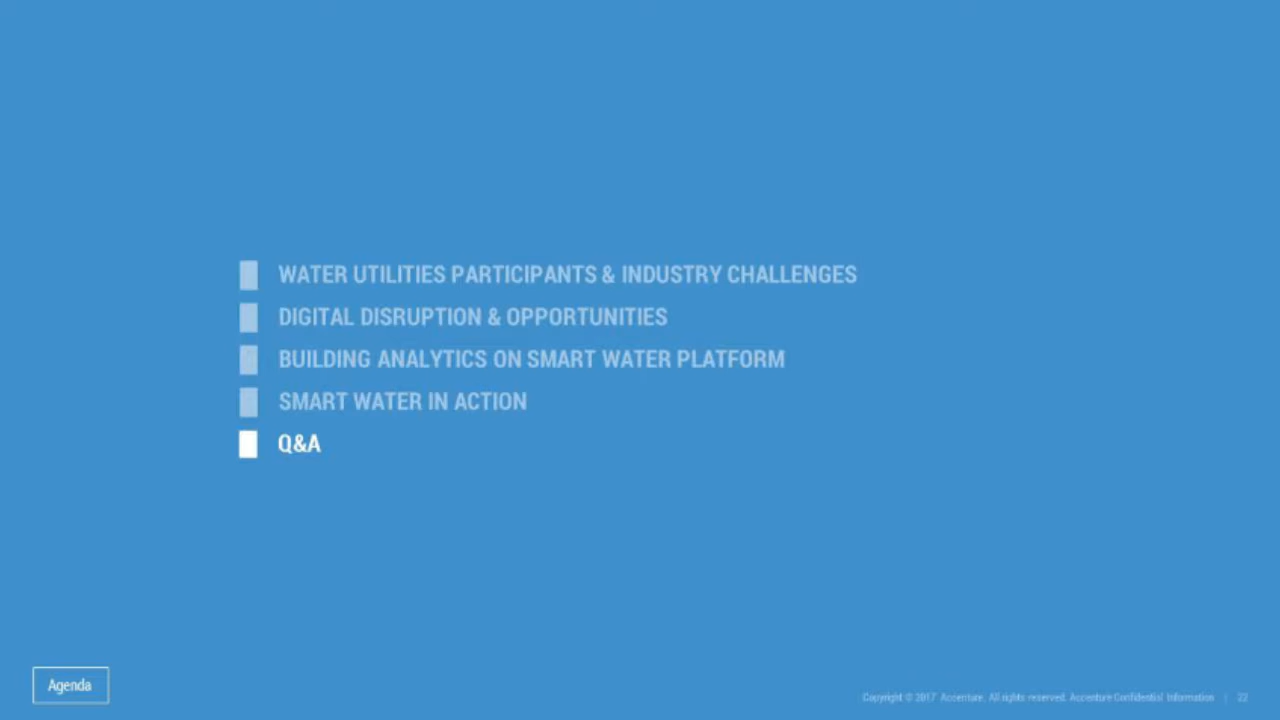 WATER UTILITIES PARTICIPANTS & INDUSTRY CHALLENGES
DIGITAL DISRUPTION & OPPORTUNITIES
BUILDING ANALYTICS ON SMART WATER PLATFORM
SMART WATER IN ACTION
Q&A
Agenda
Copyright © 2017 Accenture. All rights reserved. Accenture Confidential Information | 22